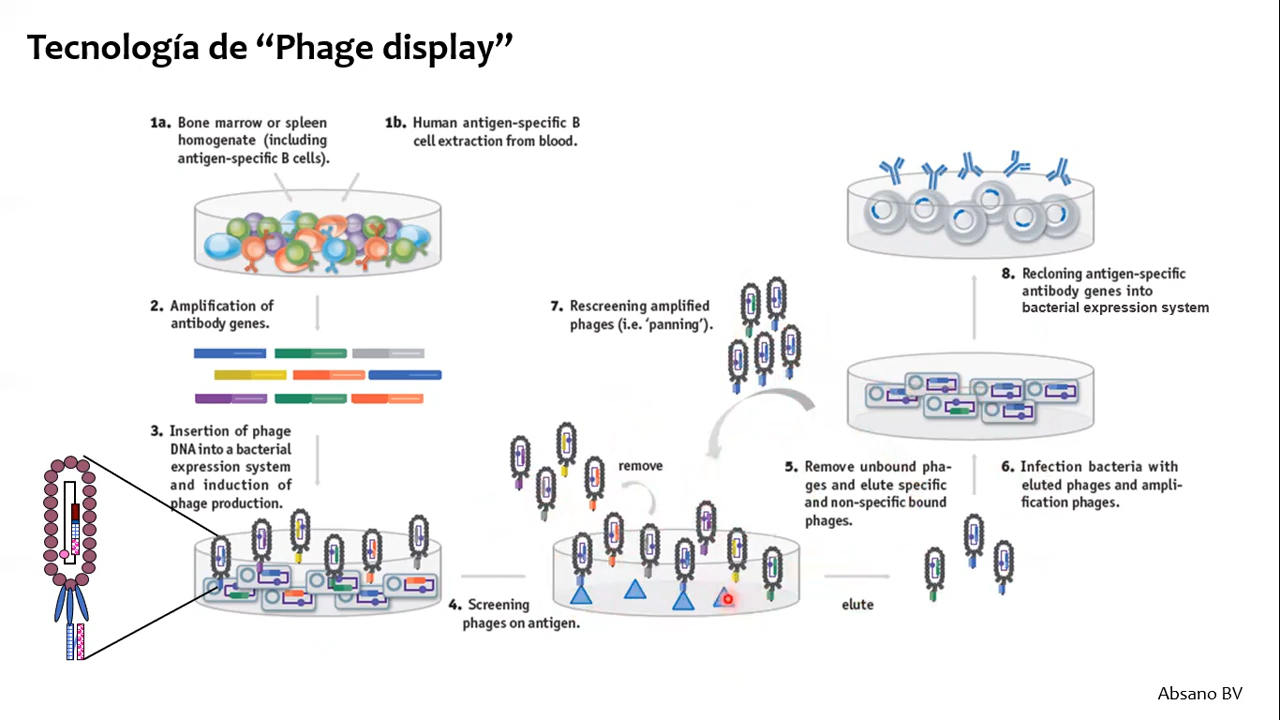 Tecnología de “Phage display”
1a. Bone marrow or spleen
homogenate (including
antigen-specific B cells).
1b. Human antigen-specific B
cell extraction from blood.
2. Amplification of
antibody genes.
3. Insertion of phage
DNA into a bacterial
expression system
and induction of
phage production.
4. Screening
phages on antigen.
remove
7. Rescreening amplified
phages (i.e. ‘panning’).
5. Remove unbound pha-
ges and elute specific
and non-specific bound
phages.
elute
6. Infection bacteria with
eluted phages and ampli-
fication phages.
8. Recloning antigen-specific
antibody genes into
bacterial expression system
Absano BV